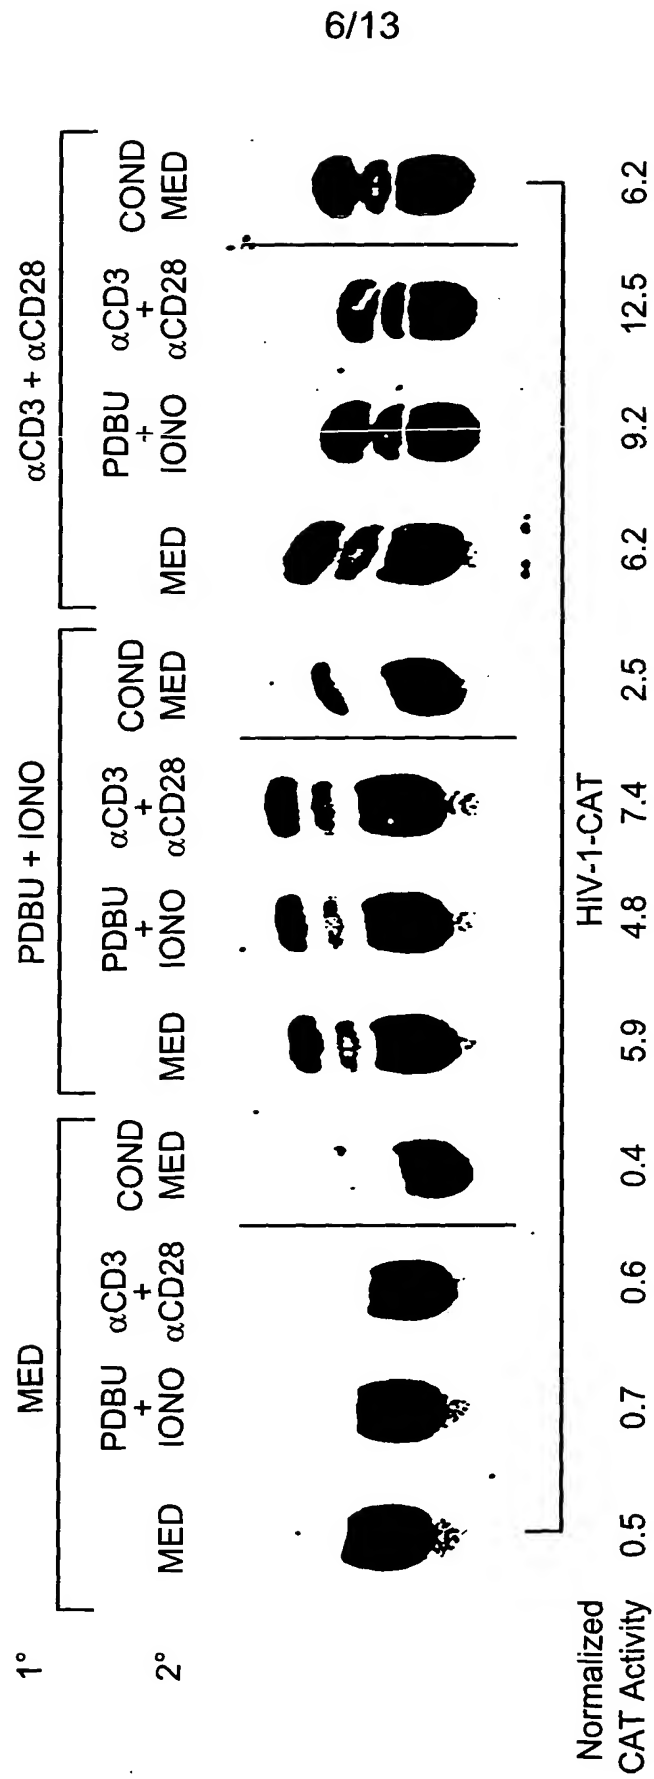 6/13
1° MED PDBU + IONO αCD3 + αCD28
PDBU αCD3 COND PDBU αCD3 COND PDBU αCD3 COND
2° MED + + MED MED + + MED MED + + MED
IONO αCD28 IONO αCD28 IONO αCD28
HIV-1-CAT
Normalized
CAT Activity 0.5 0.7 0.6 0.4 5.9 4.8 7.4 2.5 6.2 9.2 12.5 6.2